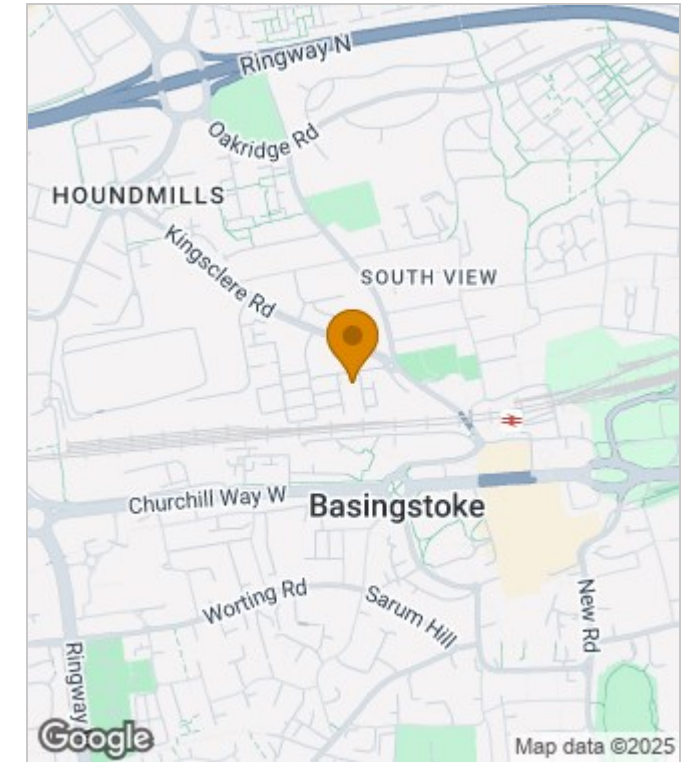 Ringway N
Oakridge Rd
HOUNDMILLS
Kingsclere Rd
SOUTH VIEW
Churchill Way W
Basingstoke
Worting Rd
Sarum Hill
New Rd
Ringway
Google
Map data ©2025